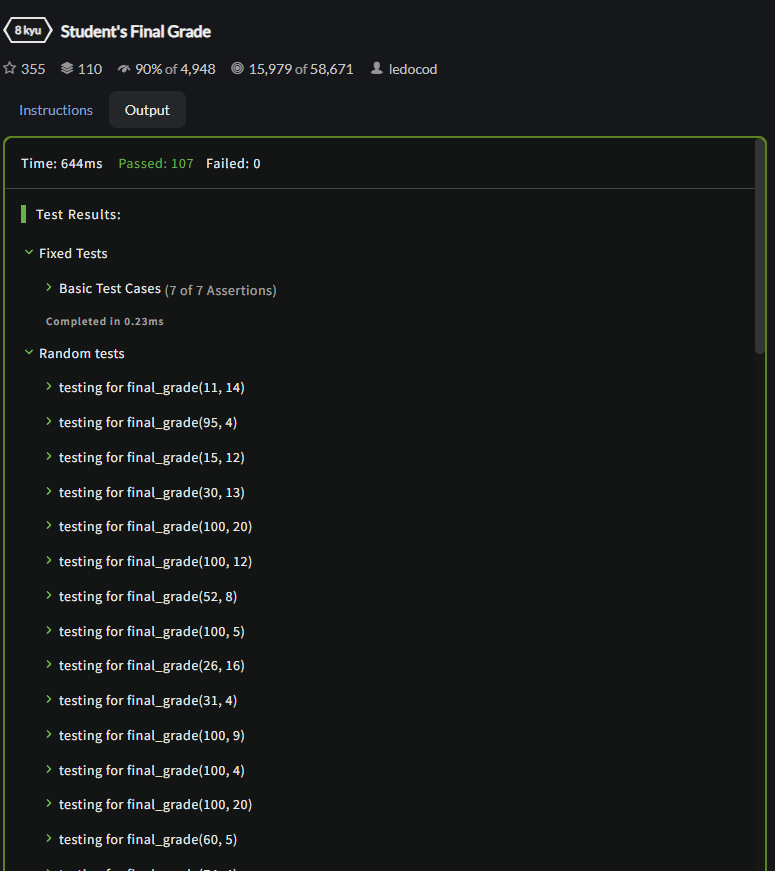 8 kyu Student's Final Grade
355 110 90% of 4,948 15,979 of 58,671 ledocod
Instructions Output
Time: 644ms Passed: 107 Failed: 0
Test Results:
Fixed Tests
Basic Test Cases (7 of 7 Assertions)
Completed in 0.23ms
Random tests
testing for final_grade(11, 14)
testing for final_grade(95, 4)
testing for final_grade(15, 12)
testing for final_grade(30, 13)
testing for final_grade(100, 20)
testing for final_grade(100, 12)
testing for final_grade(52, 8)
testing for final_grade(100, 5)
testing for final_grade(26, 16)
testing for final_grade(31, 4)
testing for final_grade(100, 9)
testing for final_grade(100, 4)
testing for final_grade(100, 20)
testing for final_grade(60, 5)